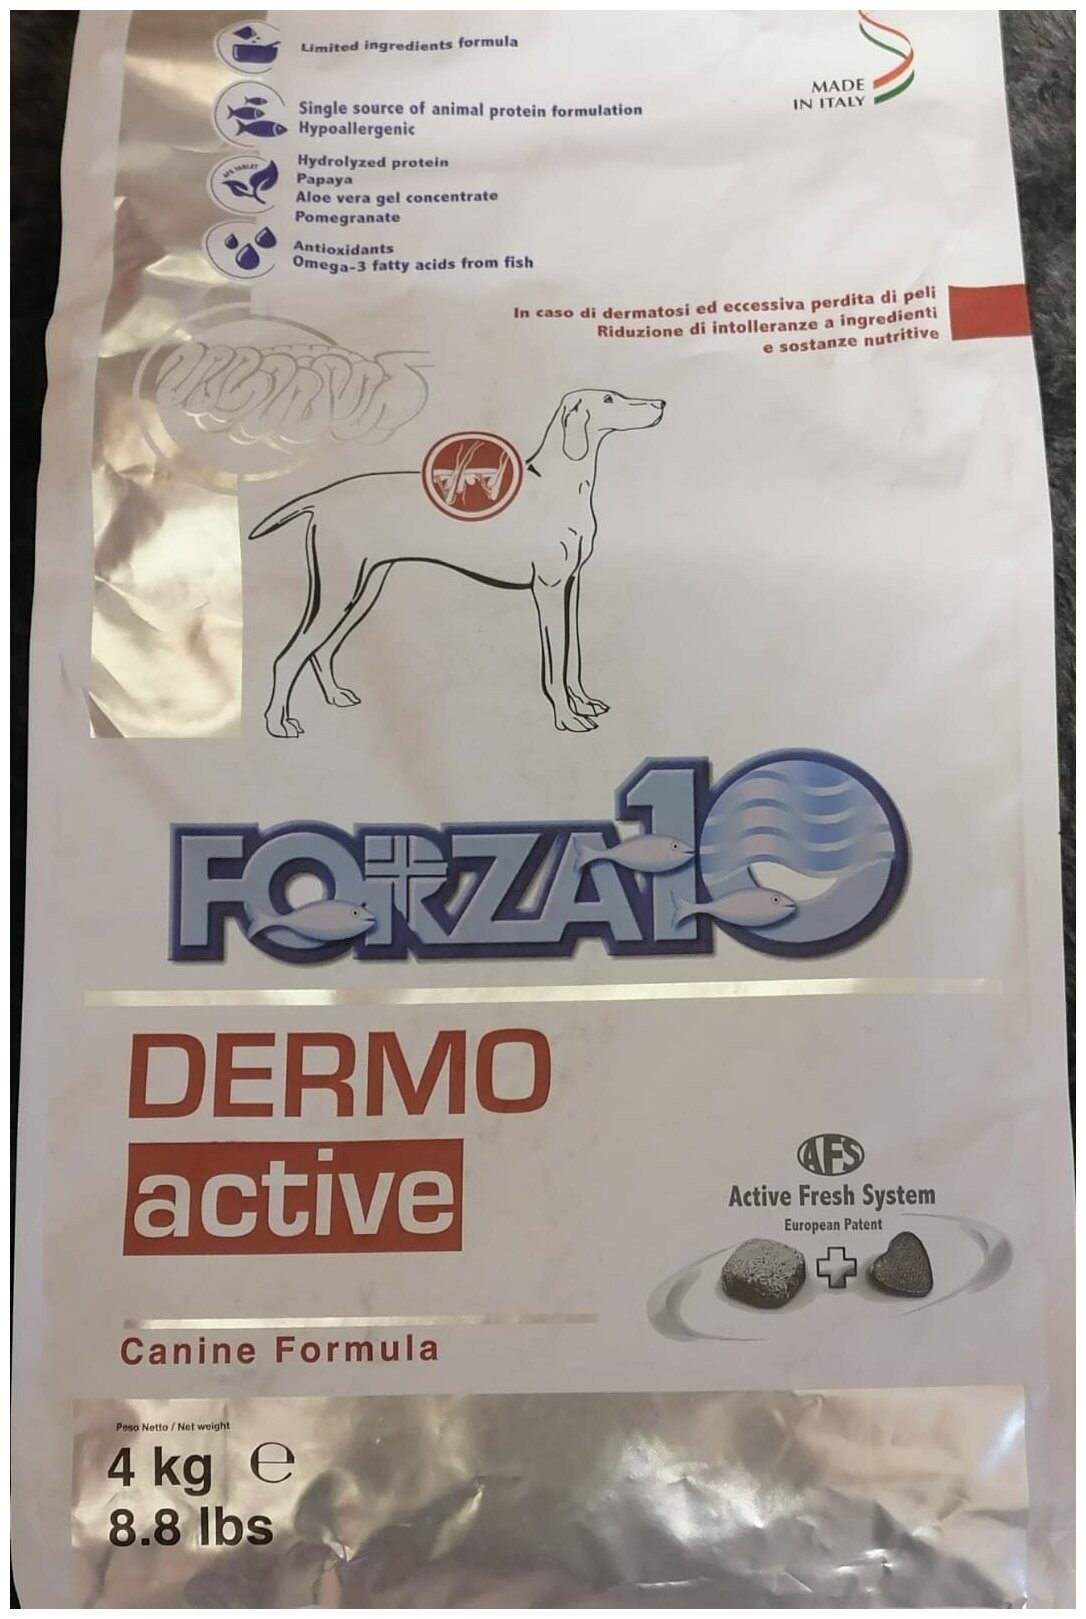 Limited ingredients formula
MADE
IN ITALY
Single source of animal protein formulation
Hypoallergenic
AFS TABLET
Hydrolyzed protein
Papaya
Aloe vera gel concentrate
Pomegranate
Antioxidants
Omega-3 fatty acids from fish
In caso di dermatosi ed eccessiva perdita di peli
Riduzione di intolleranze a ingredienti
e sostanze nutritive
FORZA10
DERMO
active
AFS
Active Fresh System
European Patent
Canine Formula
Peso Netto / Net weight
4 kg ℮
8.8 lbs